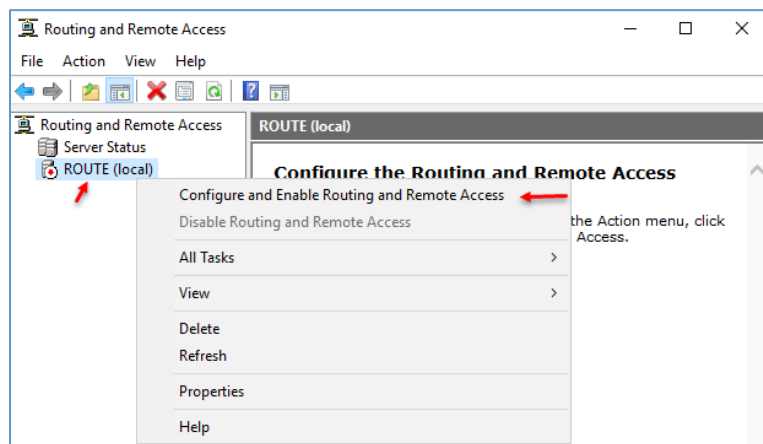 Routing and Remote Access
File Action View Help
Routing and Remote Access
Server Status
ROUTE (local)
ROUTE (local)
Configure the Routing and Remote Access
the Action menu, click
Access.
Configure and Enable Routing and Remote Access
Disable Routing and Remote Access
All Tasks
View
Delete
Refresh
Properties
Help